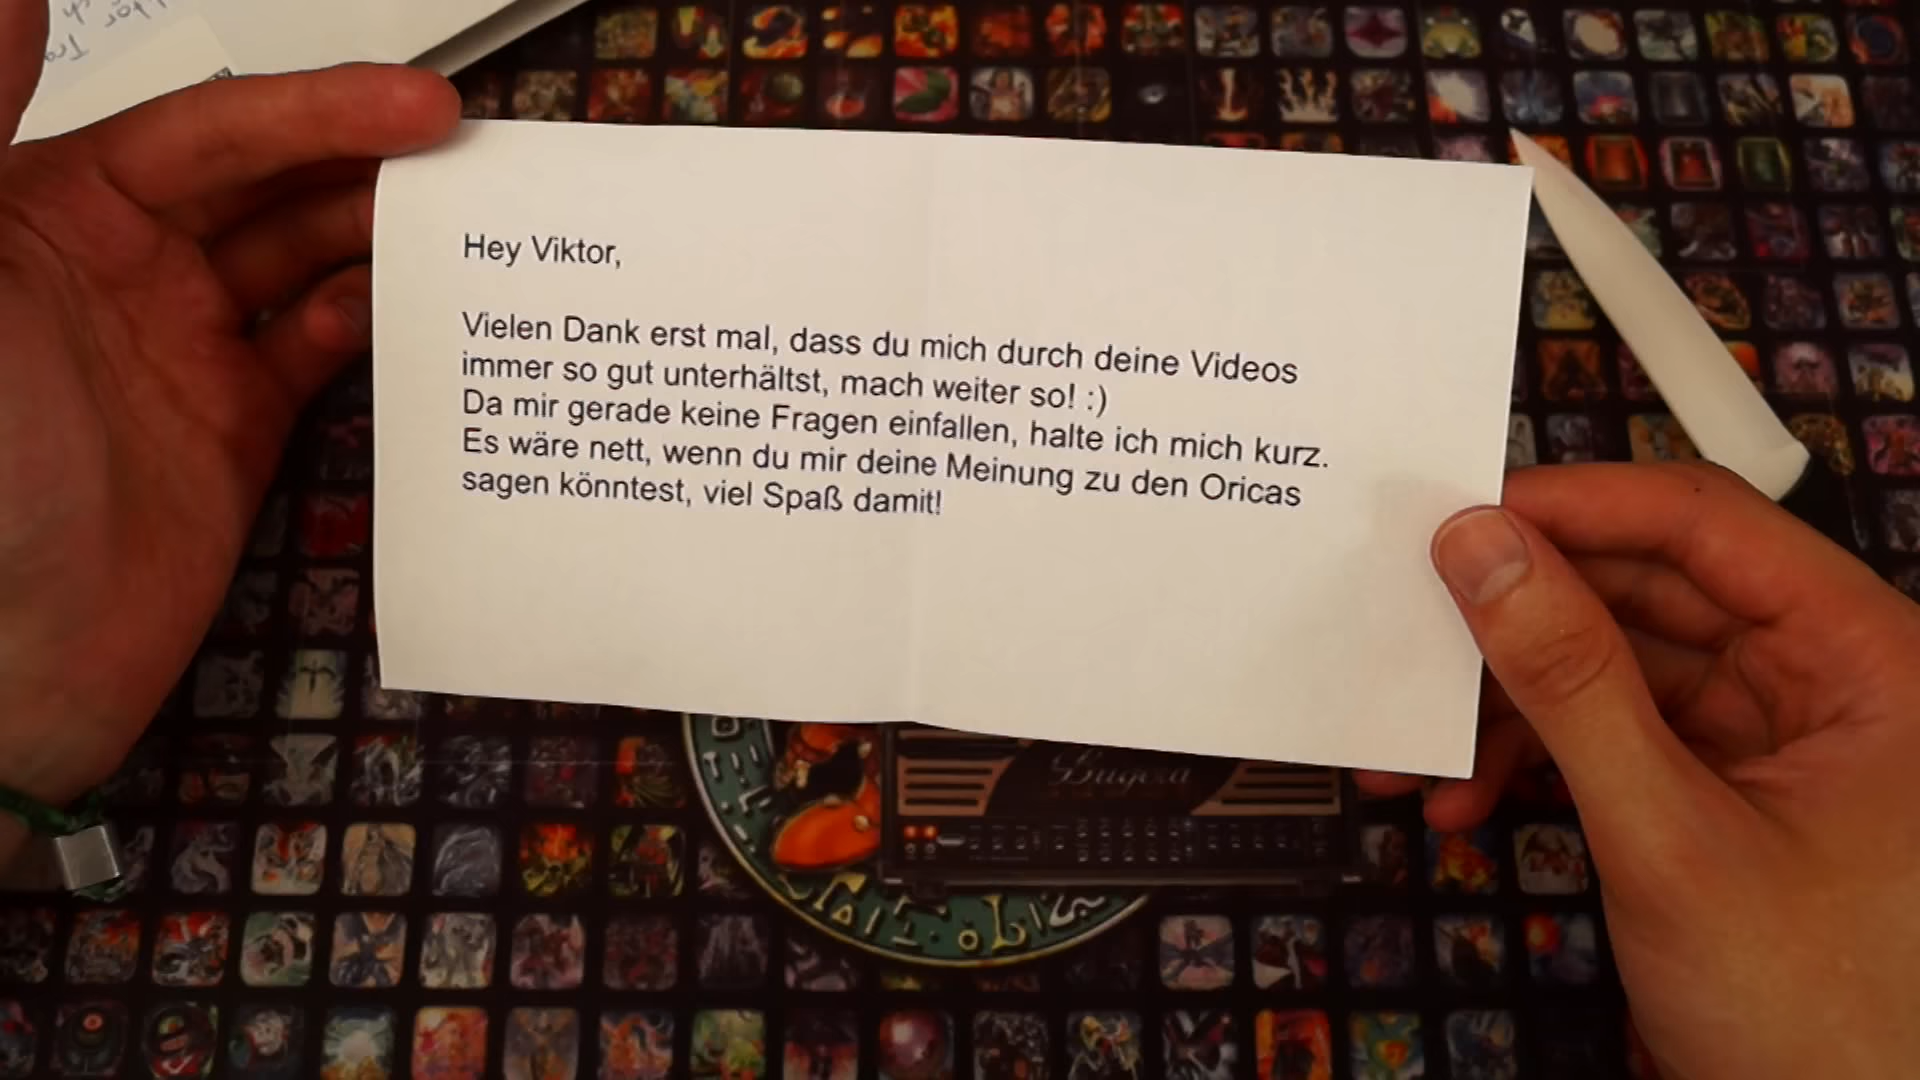 Hey Viktor,
Vielen Dank erst mal, dass du mich durch deine Videos
immer so gut unterhältst, mach weiter so! :)
Da mir gerade keine Fragen einfallen, halte ich mich kurz.
Es wäre nett, wenn du mir deine Meinung zu den Oricas
sagen könntest, viel Spaß damit!